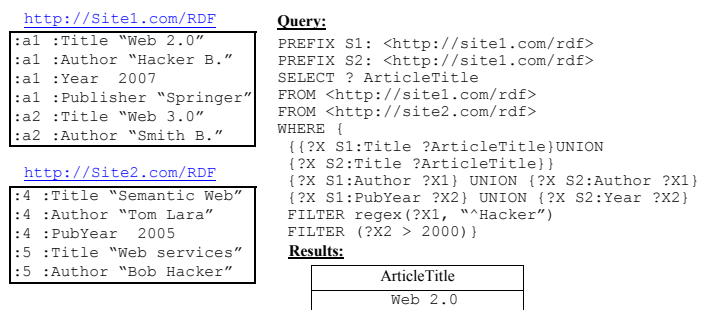 http://Site1.com/RDF
:a1 :Title “Web 2.0”
:a1 :Author “Hacker B.”
:a1 :Year 2007
:a1 :Publisher “Springer”
:a2 :Title “Web 3.0”
:a2 :Author “Smith B.”
http://Site2.com/RDF
:4 :Title “Semantic Web”
:4 :Author “Tom Lara”
:4 :PubYear 2005
:5 :Title “Web services”
:5 :Author “Bob Hacker”
Query:
PREFIX S1: <http://site1.com/rdf>
PREFIX S2: <http://site1.com/rdf>
SELECT ? ArticleTitle
FROM <http://site1.com/rdf>
FROM <http://site2.com/rdf>
WHERE {
{{?X S1:Title ?ArticleTitle}UNION
{?X S2:Title ?ArticleTitle}}
{?X S1:Author ?X1} UNION {?X S2:Author ?X1}
{?X S1:PubYear ?X2} UNION {?X S2:Year ?X2}
FILTER regex(?X1, “^Hacker”)
FILTER (?X2 > 2000)}
Results:
ArticleTitle
Web 2.0